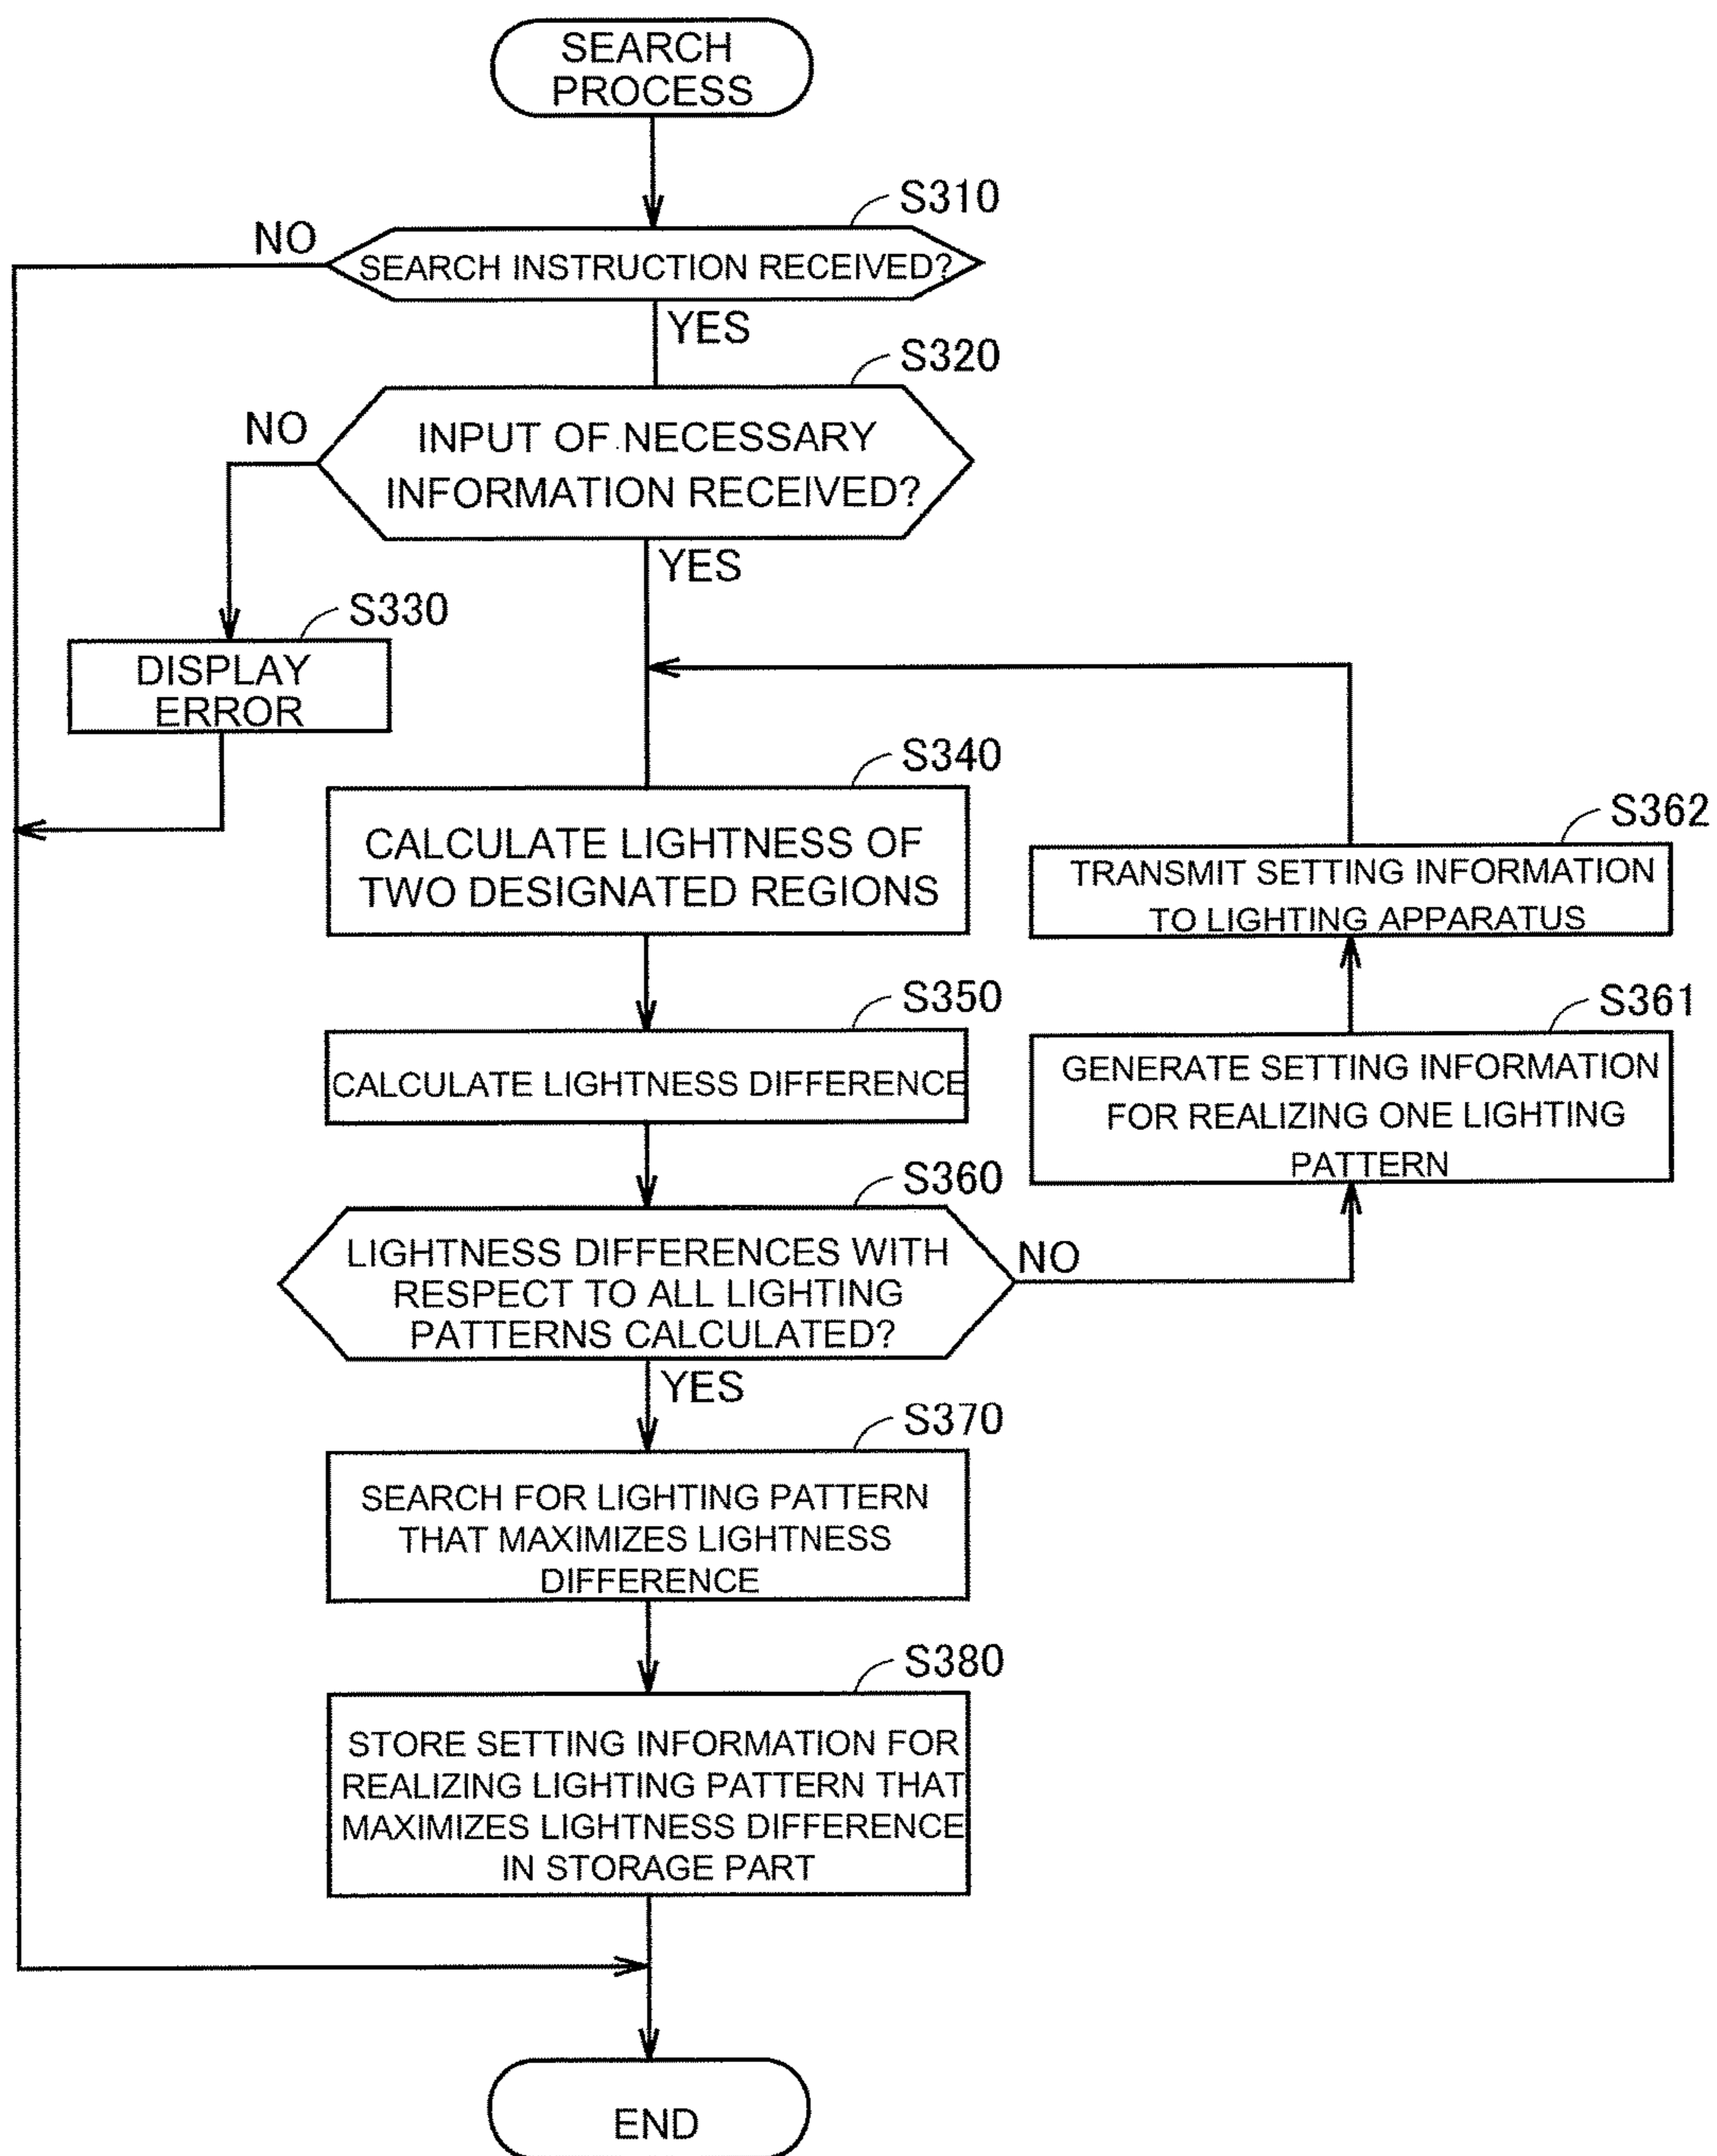 SEARCH
PROCESS
S310
NO
SEARCH INSTRUCTION RECEIVED?
YES
S320
NO
INPUT OF NECESSARY
INFORMATION RECEIVED?
YES
S330
DISPLAY
ERROR
S340
CALCULATE LIGHTNESS OF
TWO DESIGNATED REGIONS
S362
TRANSMIT SETTING INFORMATION
TO LIGHTING APPARATUS
S350
CALCULATE LIGHTNESS DIFFERENCE
S361
GENERATE SETTING INFORMATION
FOR REALIZING ONE LIGHTING
PATTERN
S360
LIGHTNESS DIFFERENCES WITH
RESPECT TO ALL LIGHTING
PATTERNS CALCULATED?
NO
YES
S370
SEARCH FOR LIGHTING PATTERN
THAT MAXIMIZES LIGHTNESS
DIFFERENCE
S380
STORE SETTING INFORMATION FOR
REALIZING LIGHTING PATTERN THAT
MAXIMIZES LIGHTNESS DIFFERENCE
IN STORAGE PART
END